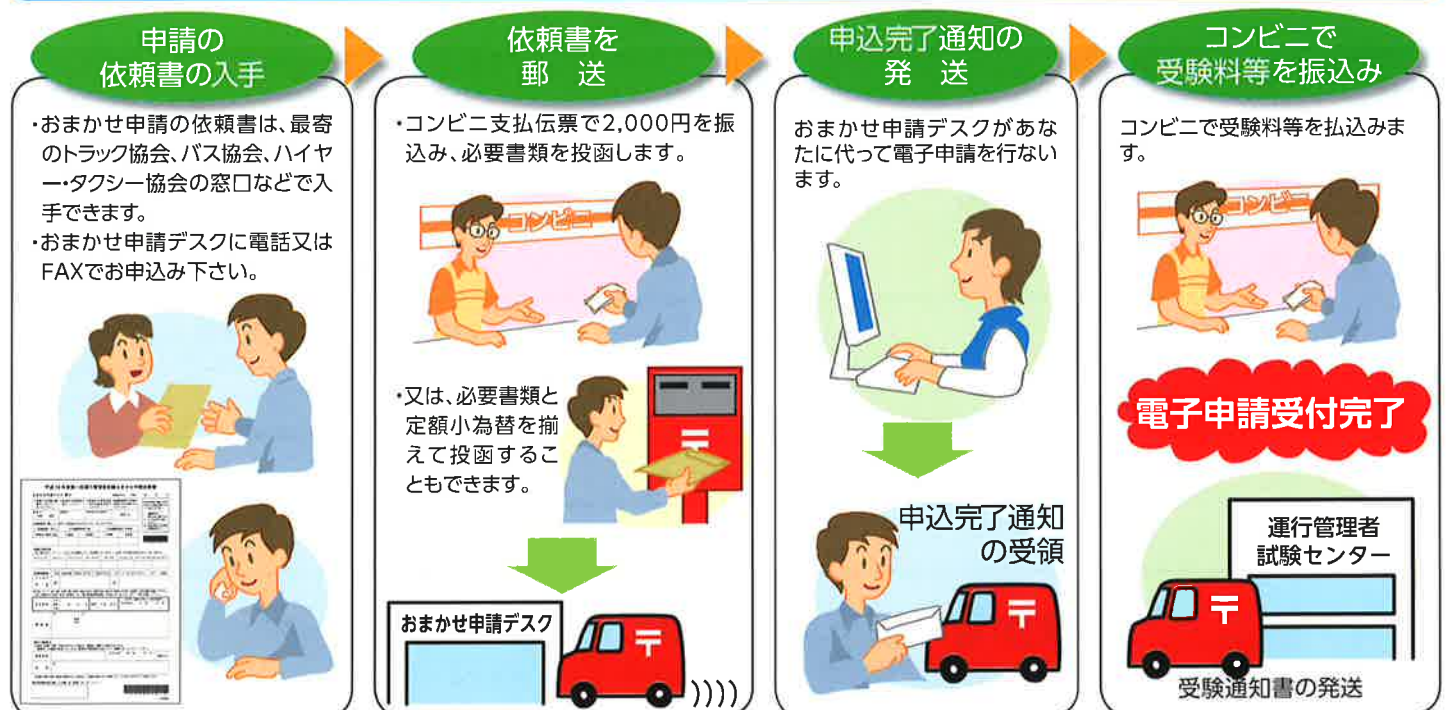 申請の
依頼書の入手
・おまかせ申請の依頼書は、最寄
のトラック協会、バス協会、ハイヤ
ー・タクシー協会の窓口などで入
手できます。
・おまかせ申請デスクに電話又は
FAXでお申込み下さい。
依頼書を
郵 送
・コンビニ支払伝票で2,000円を振
込み、必要書類を投函します。
コンビニ
・又は、必要書類と
定額小為替を揃
えて投函するこ
ともできます。
おまかせ申請デスク
申込完了通知の
発 送
おまかせ申請デスクがあな
たに代って電子申請を行ない
ます。
申込完了通知
の受領
コンビニで
受験料等を振込み
コンビニで受験料等を払込みま
す。
コンビニ
電子申請受付完了
運行管理者
試験センター
受験通知書の発送